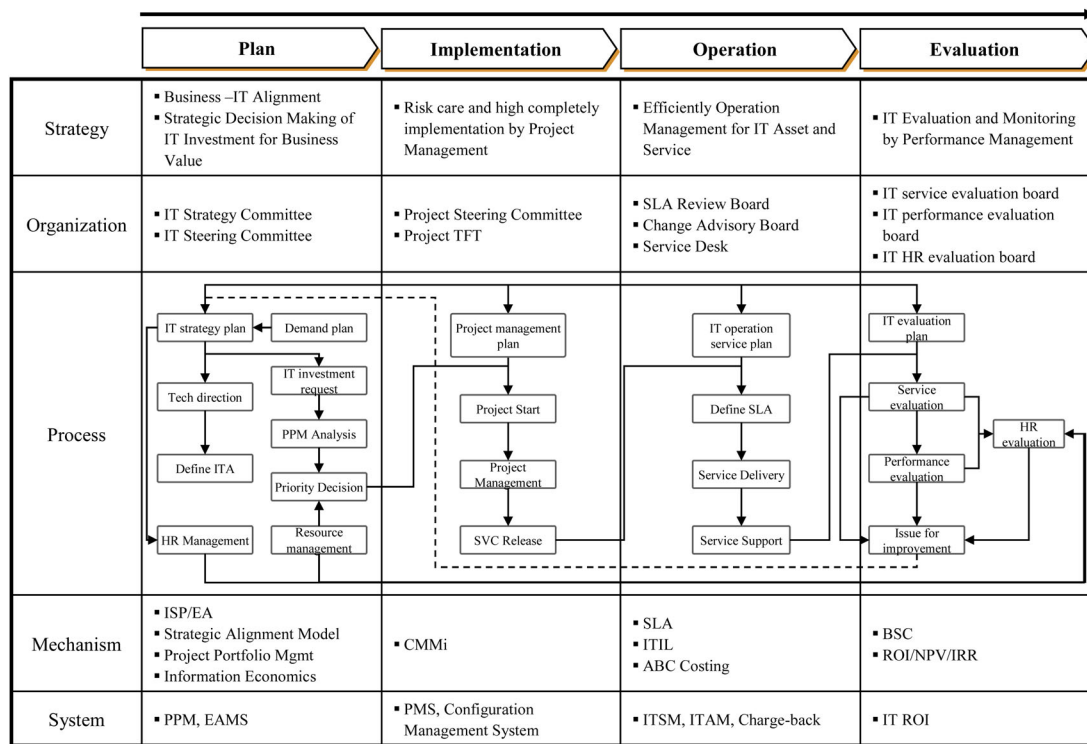 Plan
Implementation
Operation
Evaluation
Strategy
▪ Business –IT Alignment
▪ Strategic Decision Making of
IT Investment for Business
Value
▪ Risk care and high completely
implementation by Project
Management
▪ Efficiently Operation
Management for IT Asset and
Service
▪ IT Evaluation and Monitoring
by Performance Management
Organization
▪ IT Strategy Committee
▪ IT Steering Committee
▪ Project Steering Committee
▪ Project TFT
▪ SLA Review Board
▪ Change Advisory Board
▪ Service Desk
▪ IT service evaluation board
▪ IT performance evaluation
board
▪ IT HR evaluation board
Process
IT strategy plan
Demand plan
IT investment
request
Tech direction
PPM Analysis
Define ITA
Priority Decision
HR Management
Resource
management
Project management
plan
Project Start
Project
Management
SVC Release
IT operation
service plan
Define SLA
Service Delivery
Service Support
IT evaluation
plan
Service
evaluation
HR
evaluation
Performance
evaluation
Issue for
improvement
Mechanism
▪ ISP/EA
▪ Strategic Alignment Model
▪ Project Portfolio Mgmt
▪ Information Economics
▪ CMMi
▪ SLA
▪ ITIL
▪ ABC Costing
▪ BSC
▪ ROI/NPV/IRR
System
▪ PPM, EAMS
▪ PMS, Configuration
Management System
▪ ITSM, ITAM, Charge-back
▪ IT ROI